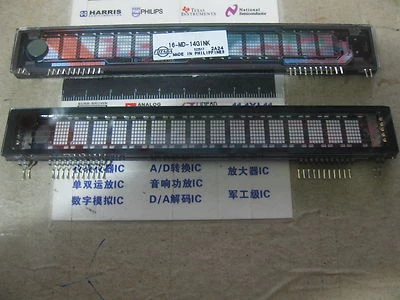 HARRIS
PHILIPS
TEXAS INSTRUMENTS
National Semiconductor
16-MD-14GINK
2A24
MADE IN PHILIPPINES
ANALOG
A/D转换IC
放大器IC
单双运放IC
音响功放IC
数字模拟IC
D/A解码IC
军工级IC